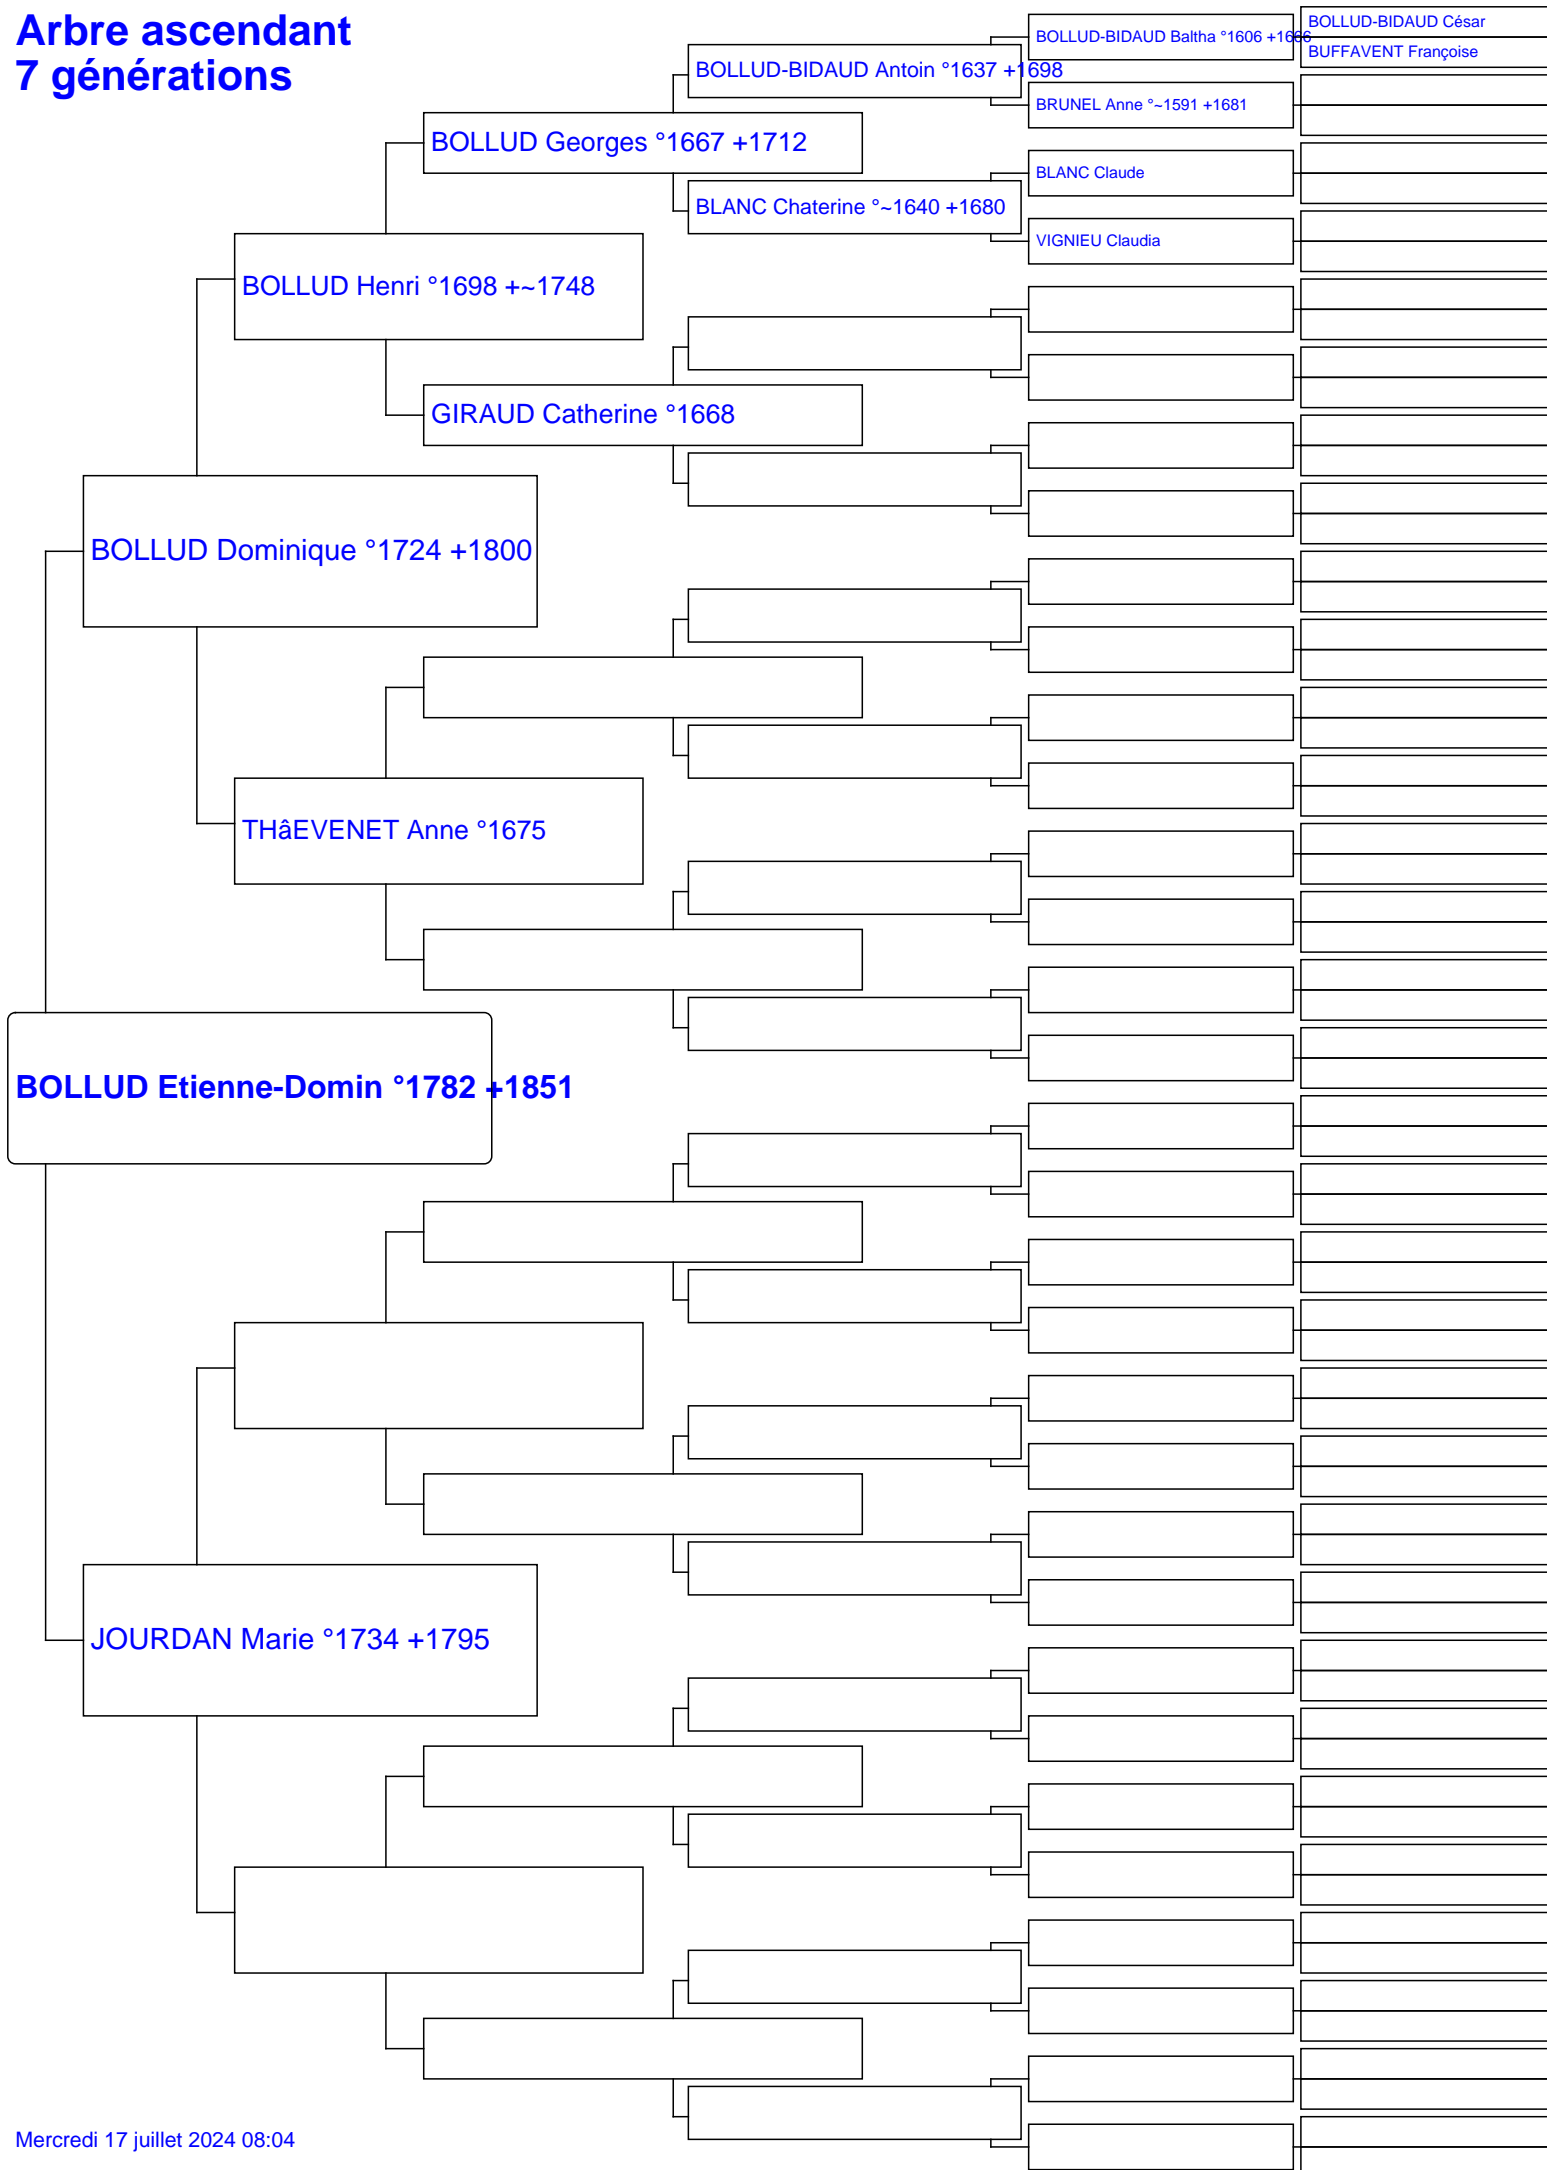 Arbre ascendant
7 générations
BOLLUD-BIDAUD César
BUFFAVENT Françoise
BOLLUD-BIDAUD Baltha °1606 +1666
BOLLUD-BIDAUD Antoin °1637 +1698
BRUNEL Anne °~1591 +1681
BOLLUD Georges °1667 +1712
BLANC Claude
BLANC Chaterine °~1640 +1680
VIGNIEU Claudia
BOLLUD Henri °1698 +~1748
GIRAUD Catherine °1668
BOLLUD Dominique °1724 +1800
THâEVENET Anne °1675
BOLLUD Etienne-Domin °1782 +1851
JOURDAN Marie °1734 +1795
Mercredi 17 juillet 2024 08:04